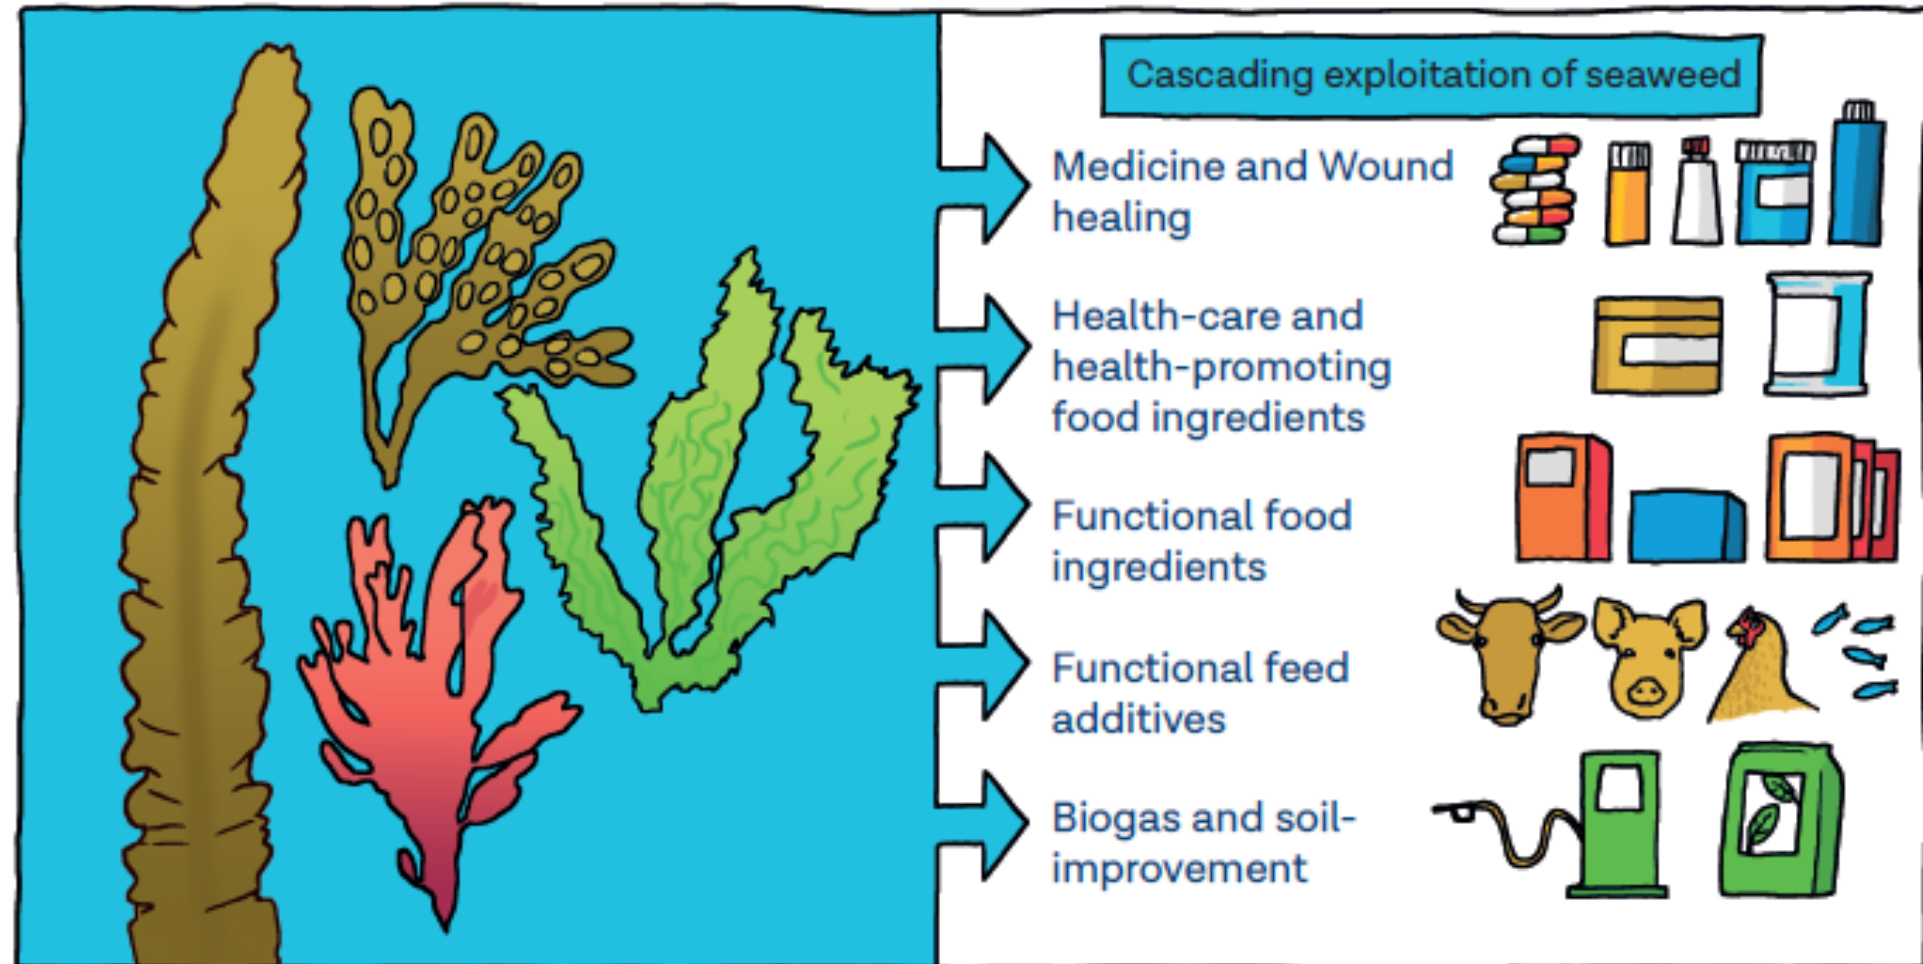 Cascading exploitation of seaweed
Medicine and Wound
healing
Health-care and
health-promoting
food ingredients
Functional food
ingredients
Functional feed
additives
Biogas and soil-
improvement